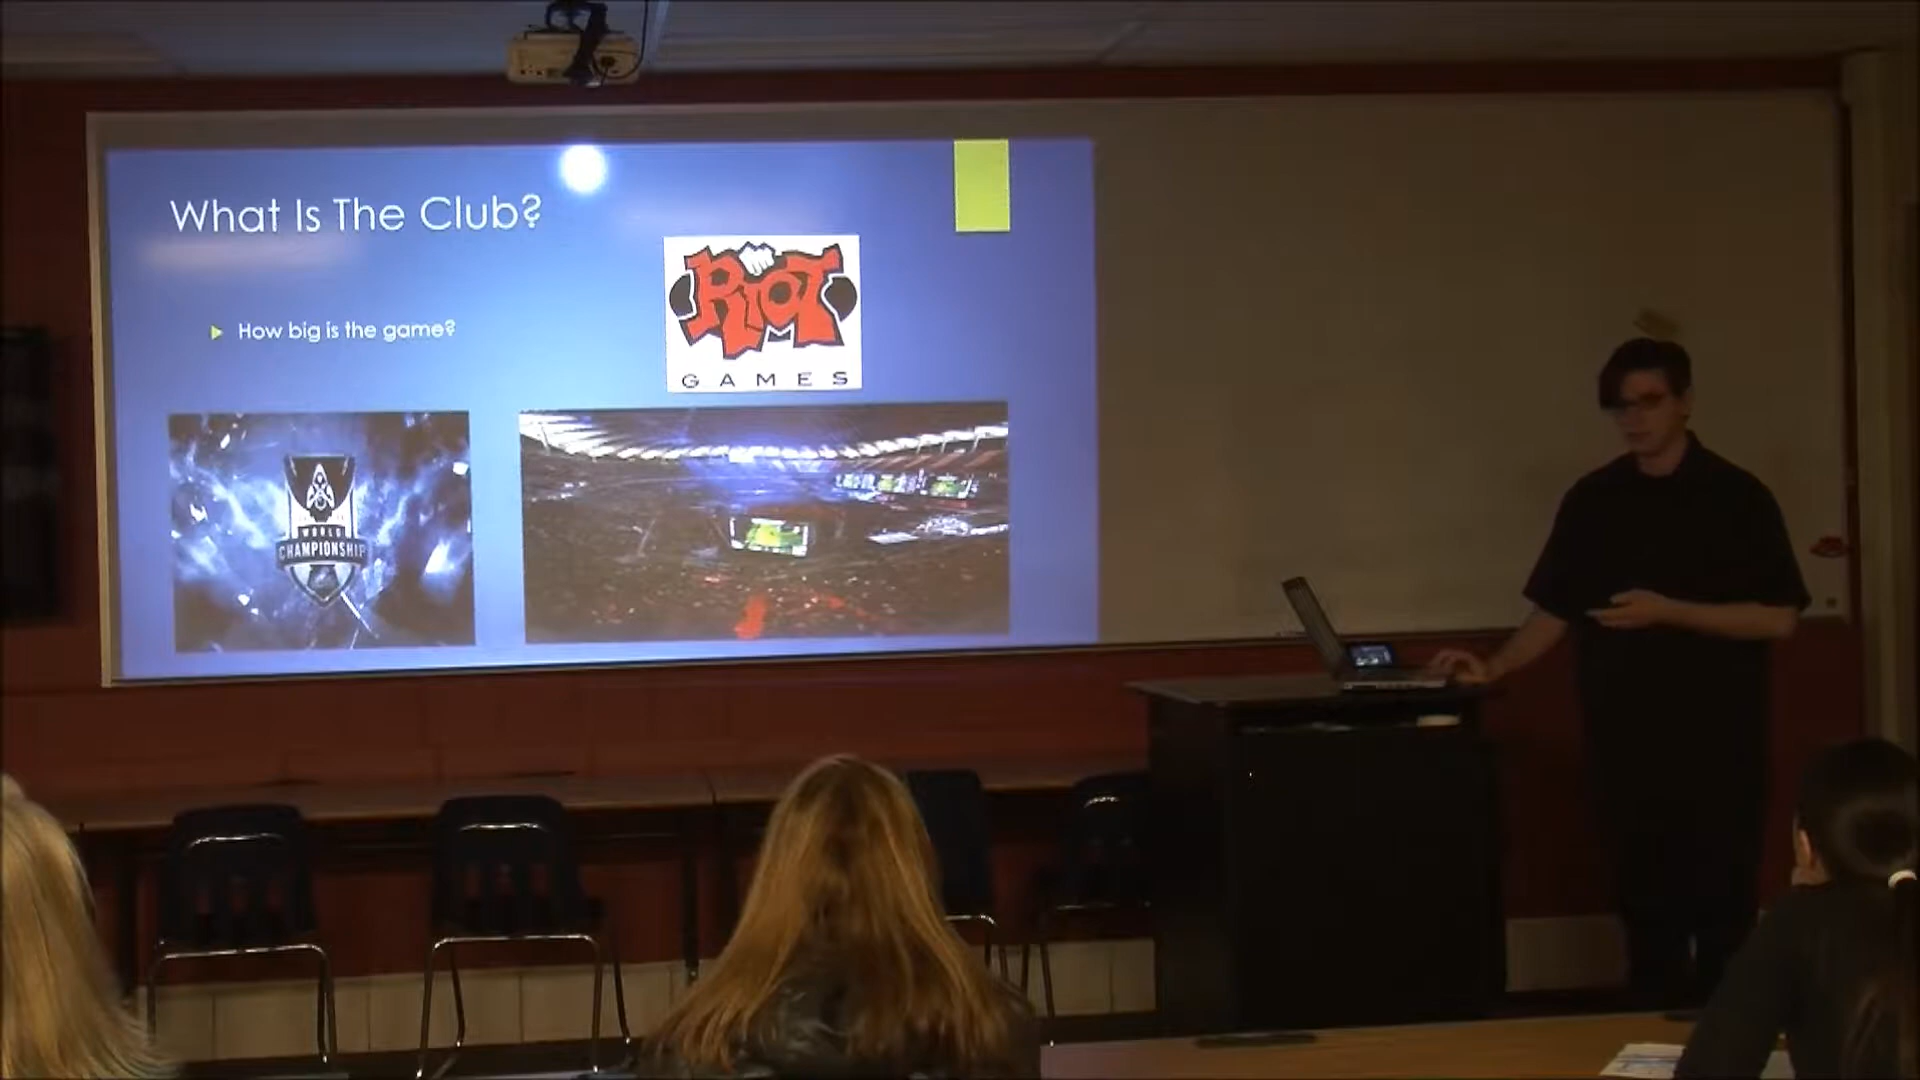 What Is The Club?
How big is the game?
RIOT
GAMES
WORLD
CHAMPIONSHIP